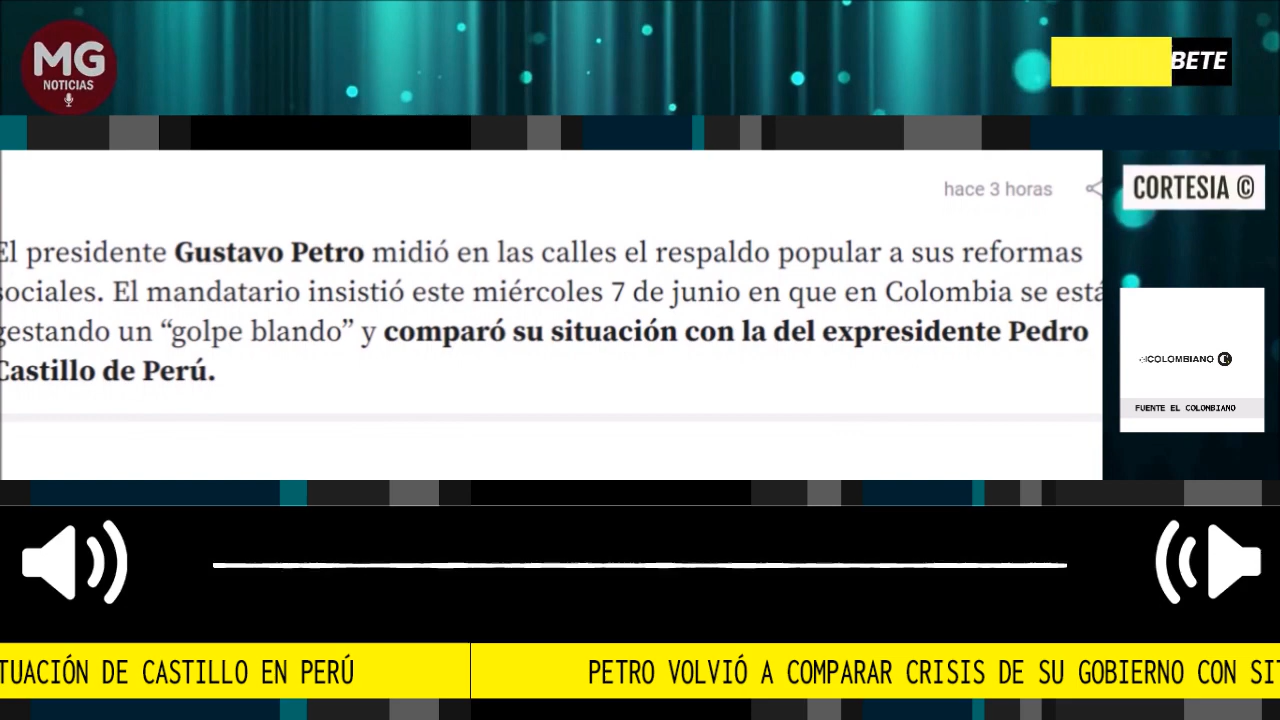 MG
NOTICIAS
BETE
hace 3 horas
CORTESIA ©
El presidente Gustavo Petro midió en las calles el respaldo popular a sus reformas
sociales. El mandatario insistió este miércoles 7 de junio en que en Colombia se está
gestando un “golpe blando” y comparó su situación con la del expresidente Pedro
Castillo de Perú.
COLOMBIANO C
FUENTE EL COLOMBIANO
TUACIÓN DE CASTILLO EN PERÚ
PETRO VOLVIÓ A COMPARAR CRISIS DE SU GOBIERNO CON SIT